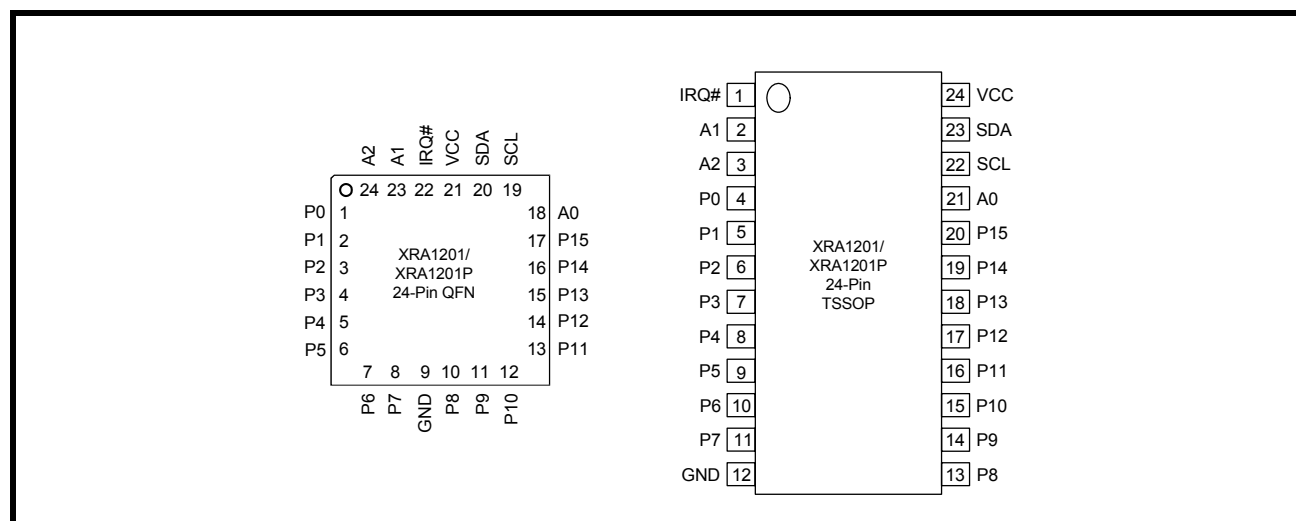 A2 A1 IRQ# VCC SDA SCL
24 23 22 21 20 19
P0 1 18 A0
P1 2 17 P15
P2 3 16 P14
P3 4 15 P13
P4 5 14 P12
P5 6 13 P11
XRA1201/
XRA1201P
24-Pin QFN
7 8 9 10 11 12
P6 P7 GND P8 P9 P10
IRQ# 1 24 VCC
A1 2 23 SDA
A2 3 22 SCL
P0 4 21 A0
P1 5 20 P15
P2 6 19 P14
P3 7 18 P13
P4 8 17 P12
P5 9 16 P11
P6 10 15 P10
P7 11 14 P9
GND 12 13 P8
XRA1201/
XRA1201P
24-Pin
TSSOP